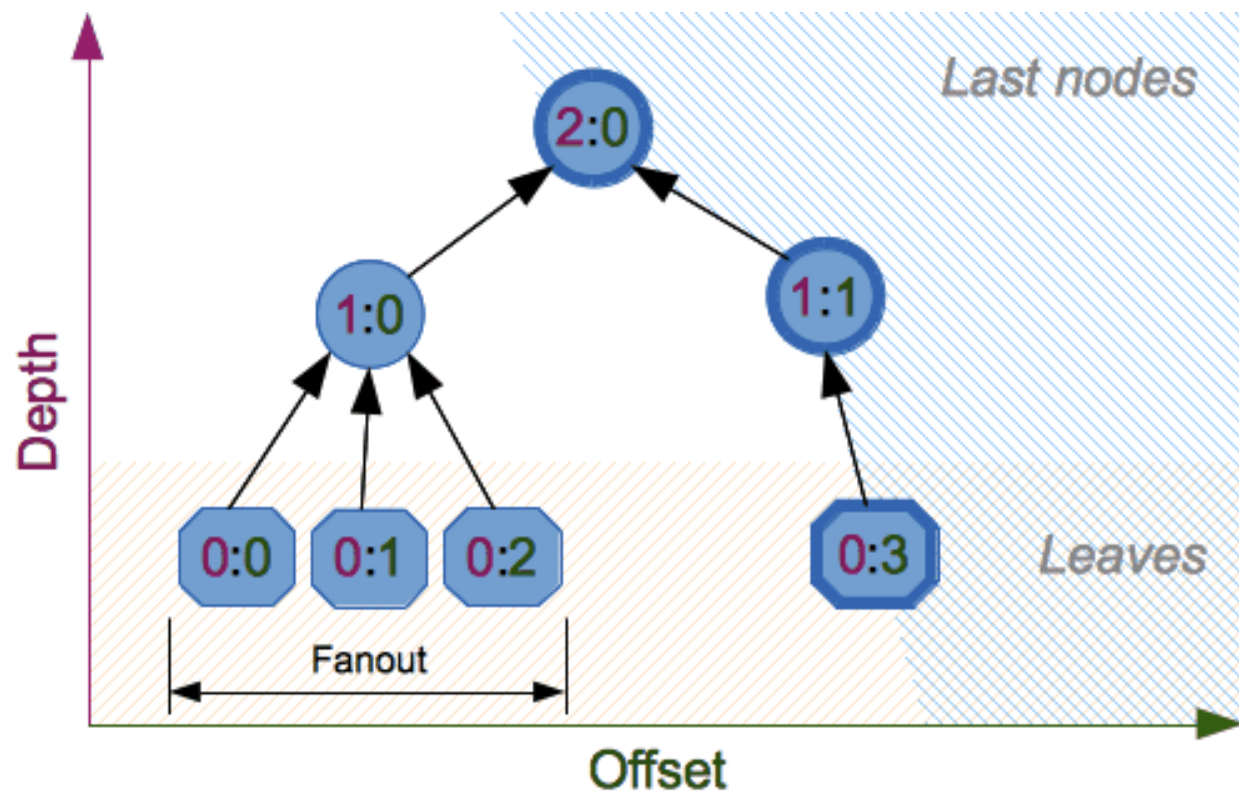 Last nodes
2:0
1:0
1:1
Depth
0:0 0:1 0:2 0:3
Leaves
Fanout
Offset